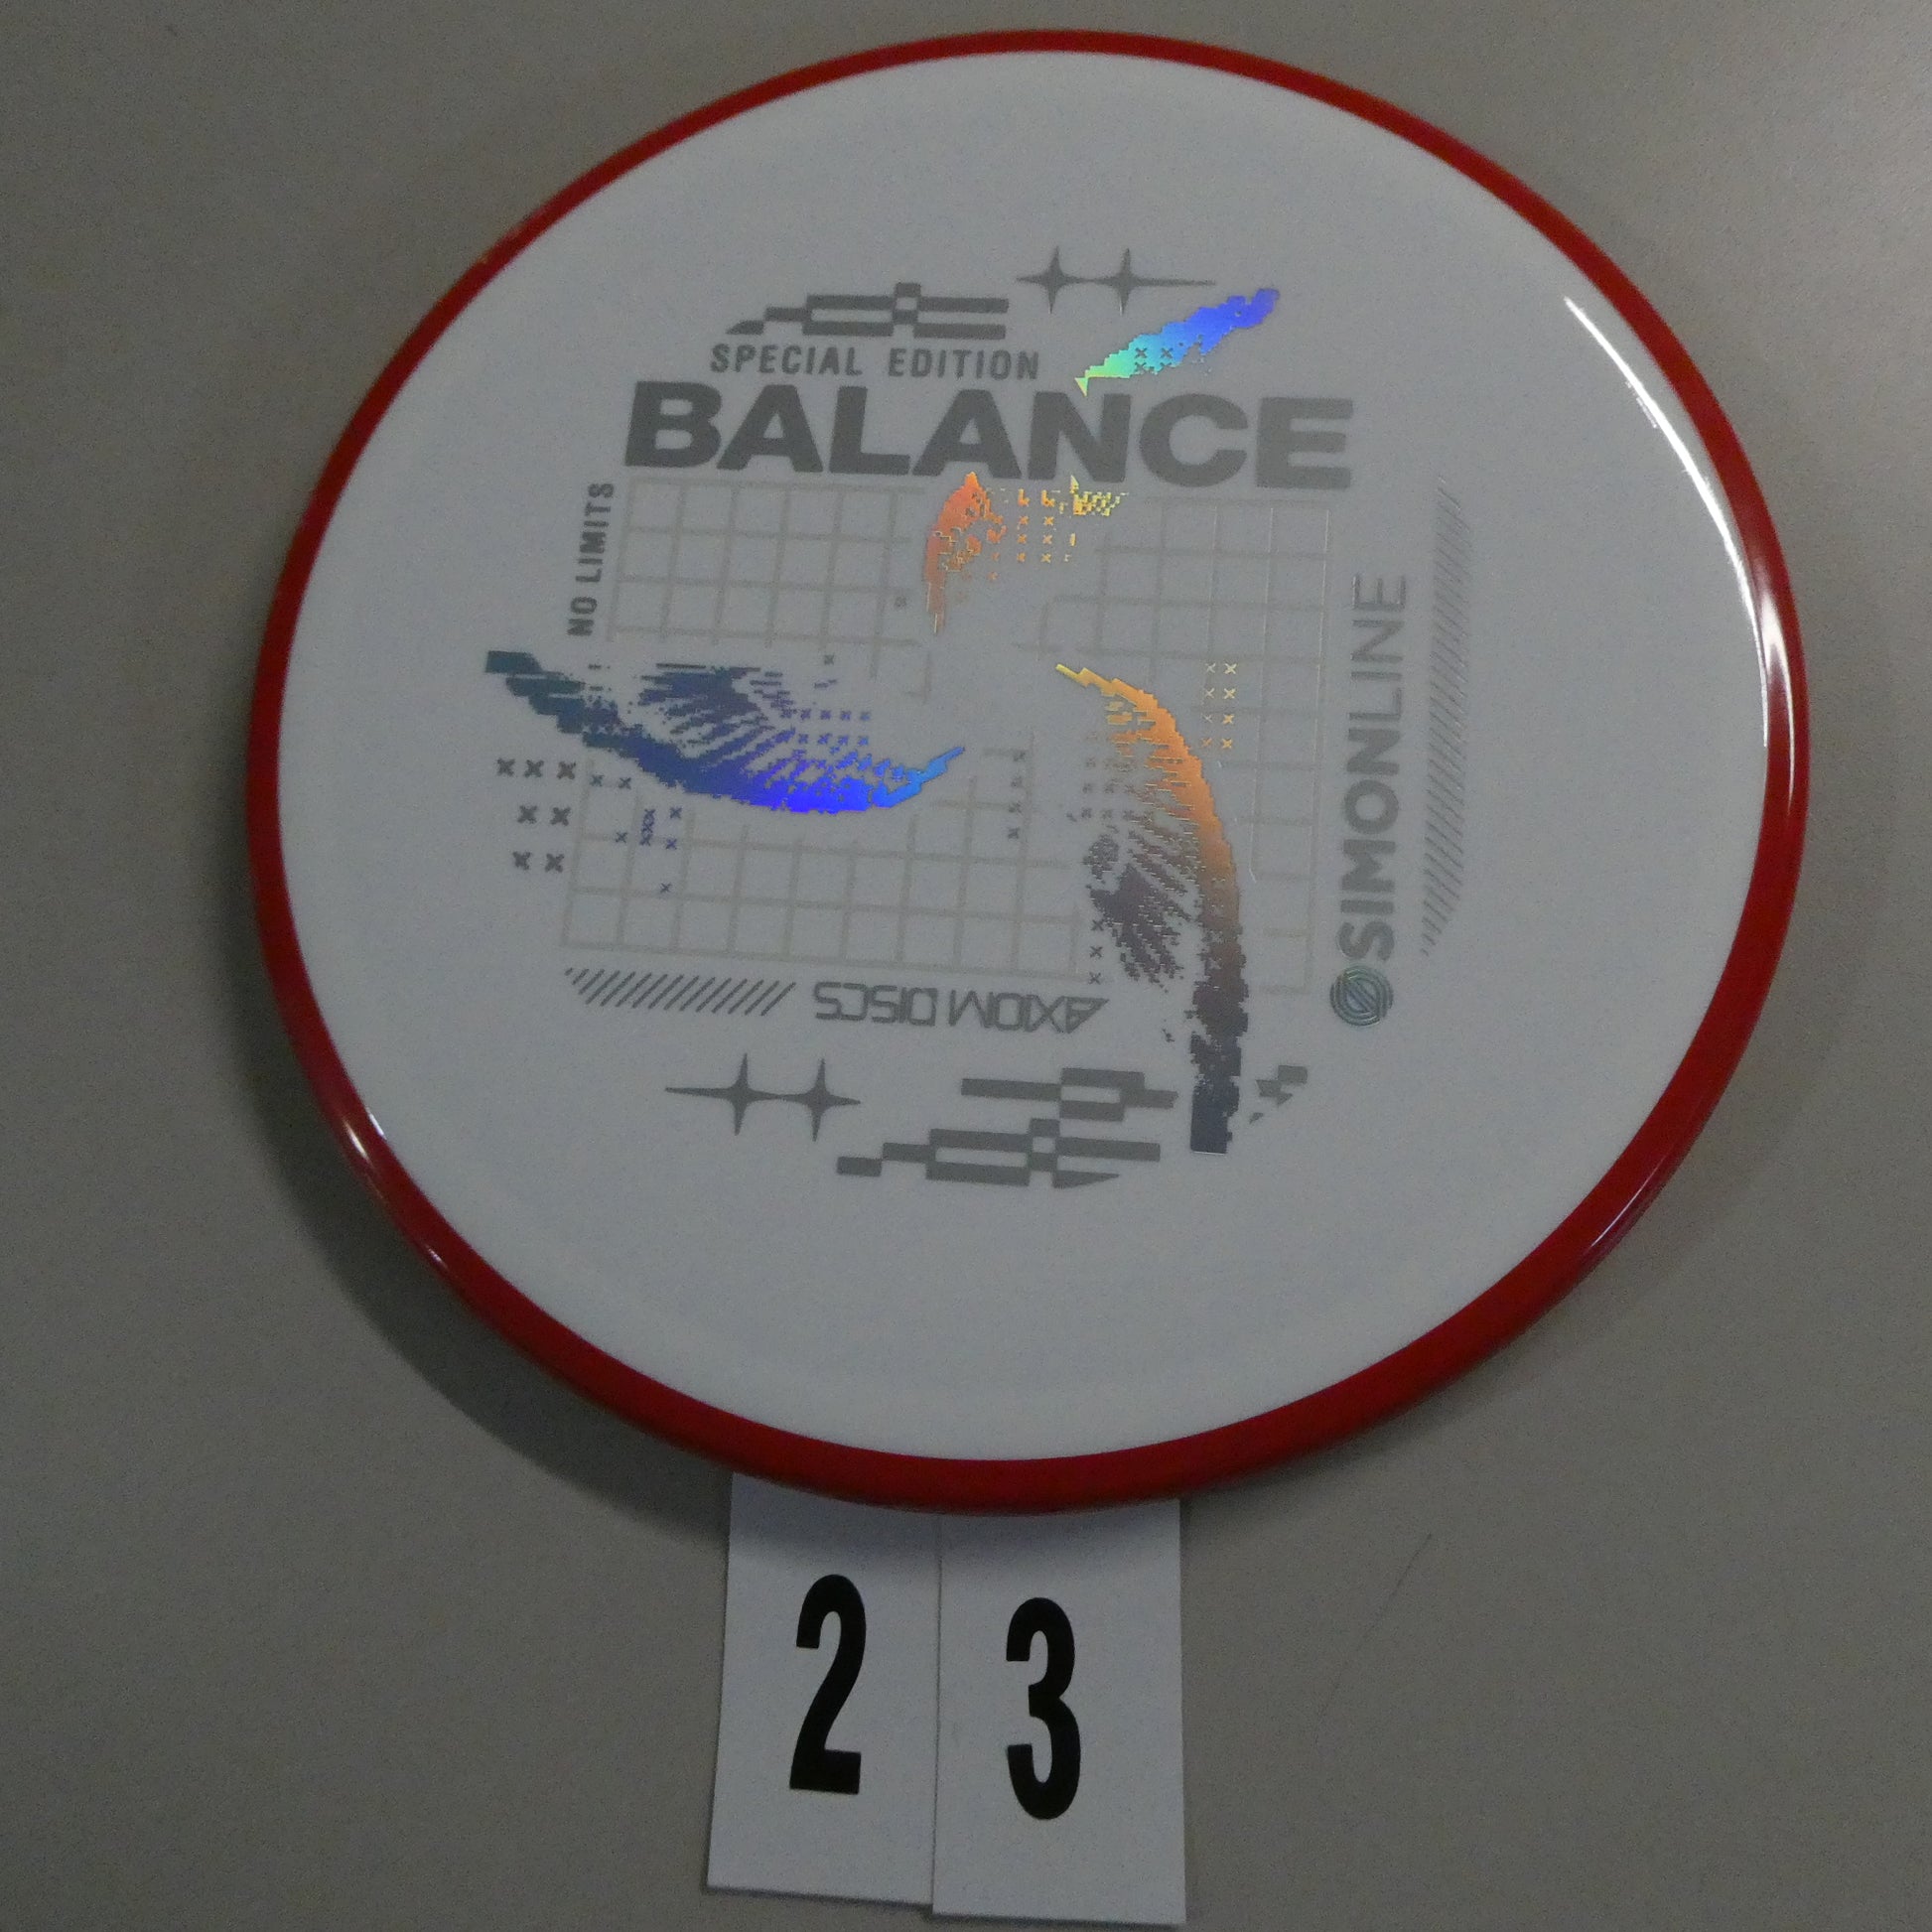 SPECIAL EDITION
BALANCE
NO LIMITS
SIMONLINE
AXIOM DISCS
2 3